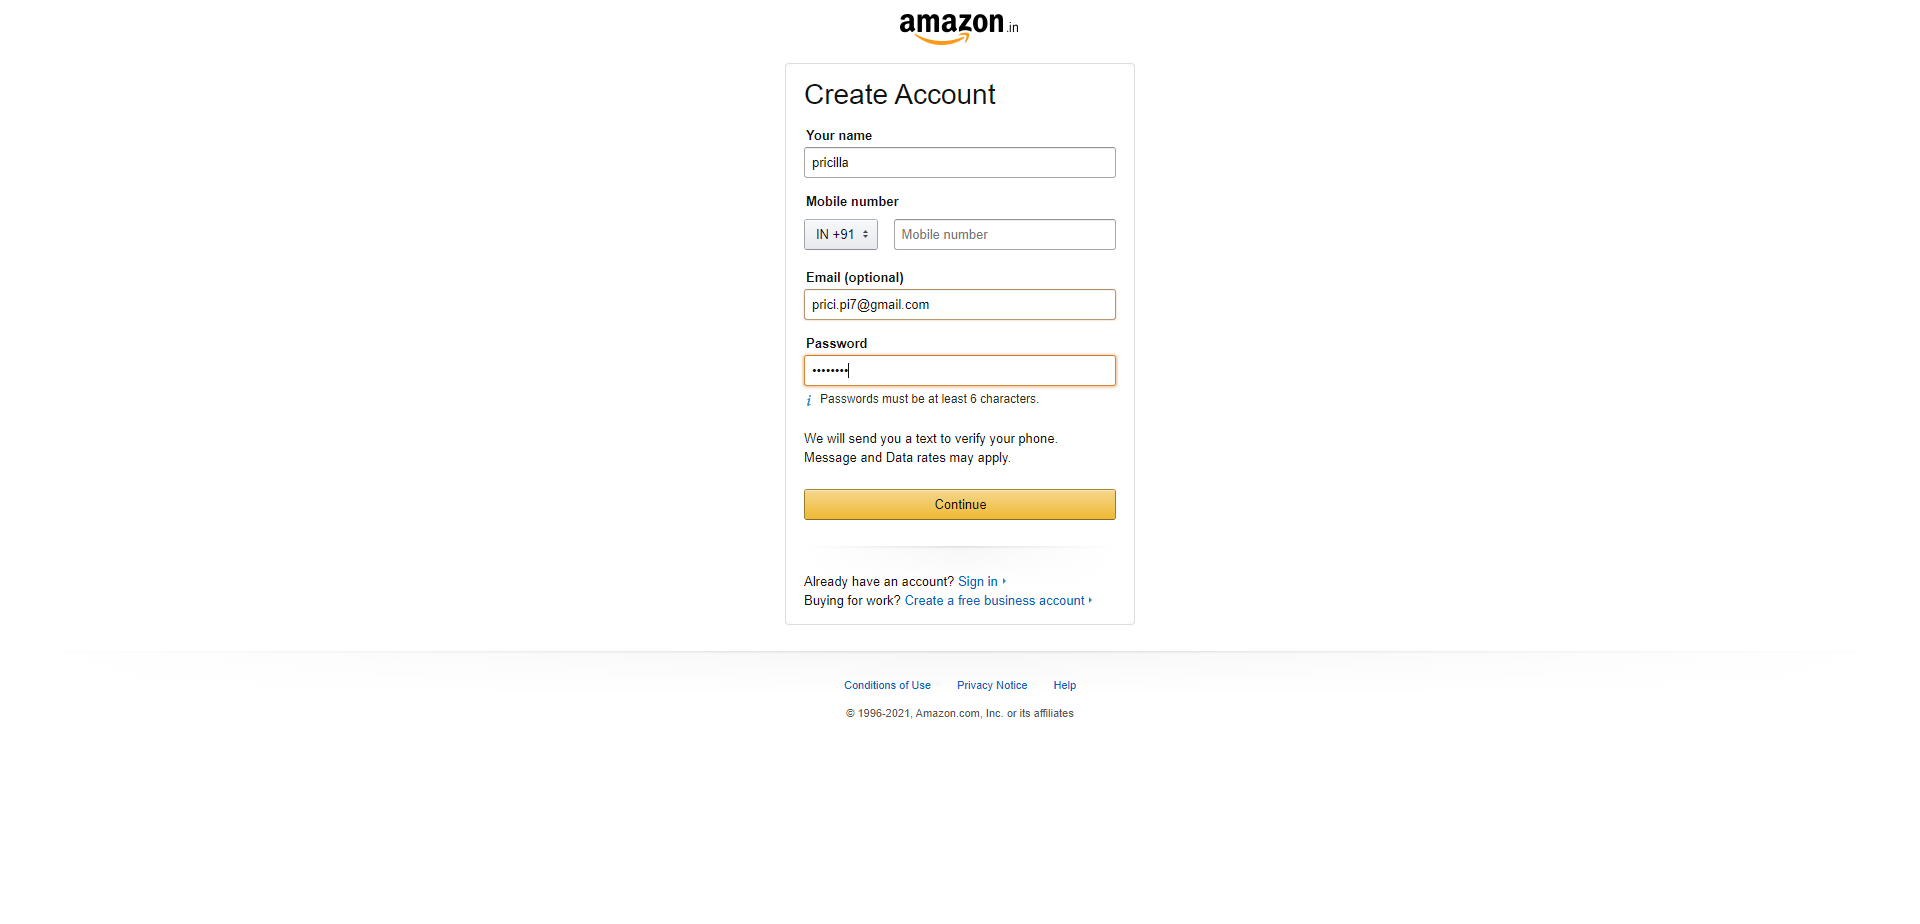 amazon.in
Create Account
Your name
pricilla
Mobile number
IN +91 Mobile number
Email (optional)
prici.pi7@gmail.com
Password
••••••••
i Passwords must be at least 6 characters.
We will send you a text to verify your phone.
Message and Data rates may apply.
Continue
Already have an account? Sign in
Buying for work? Create a free business account
Conditions of Use Privacy Notice Help
© 1996-2021, Amazon.com, Inc. or its affiliates